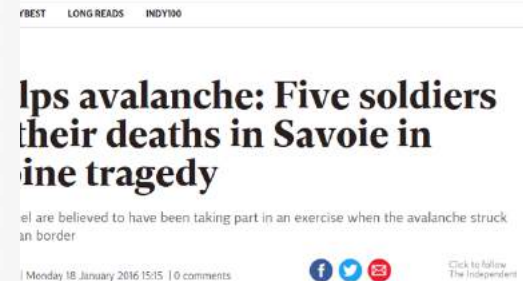 YBEST LONG READS INDY100
lps avalanche: Five soldiers
their deaths in Savoie in
ine tragedy
el are believed to have been taking part in an exercise when the avalanche struck
an border
| Monday 18 January 2016 15:15 | 0 comments
Click to follow
The Independent